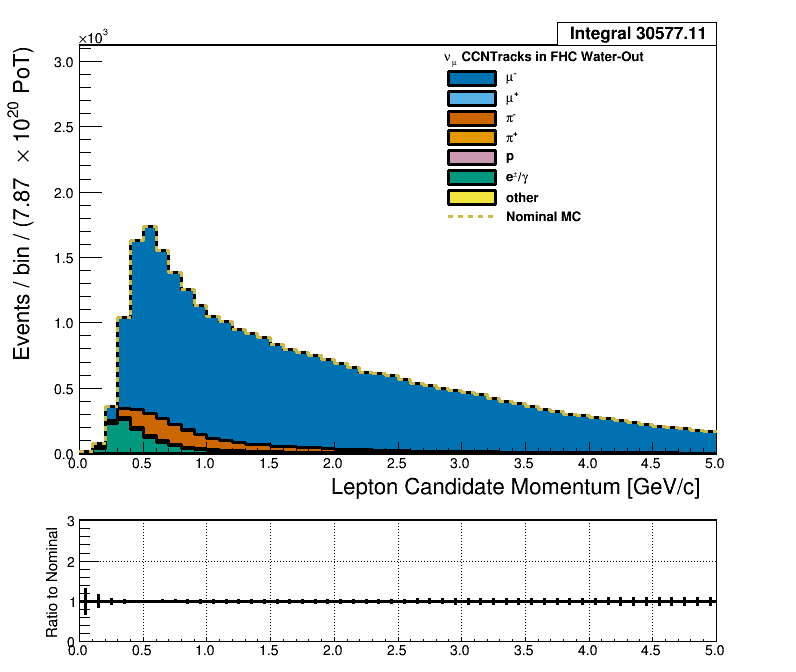 Integral 30577.11
×10³
ν_μ CCNTracks in FHC Water-Out
μ⁻
μ⁺
π⁻
π⁺
p
e±/γ
other
Nominal MC
Events / bin / (7.87 × 10²⁰ PoT)
3.0
2.5
2.0
1.5
1.0
0.5
0.0
0.0 0.5 1.0 1.5 2.0 2.5 3.0 3.5 4.0 4.5 5.0
Lepton Candidate Momentum [GeV/c]
Ratio to Nominal
3
2
1
0
0.0 0.5 1.0 1.5 2.0 2.5 3.0 3.5 4.0 4.5 5.0